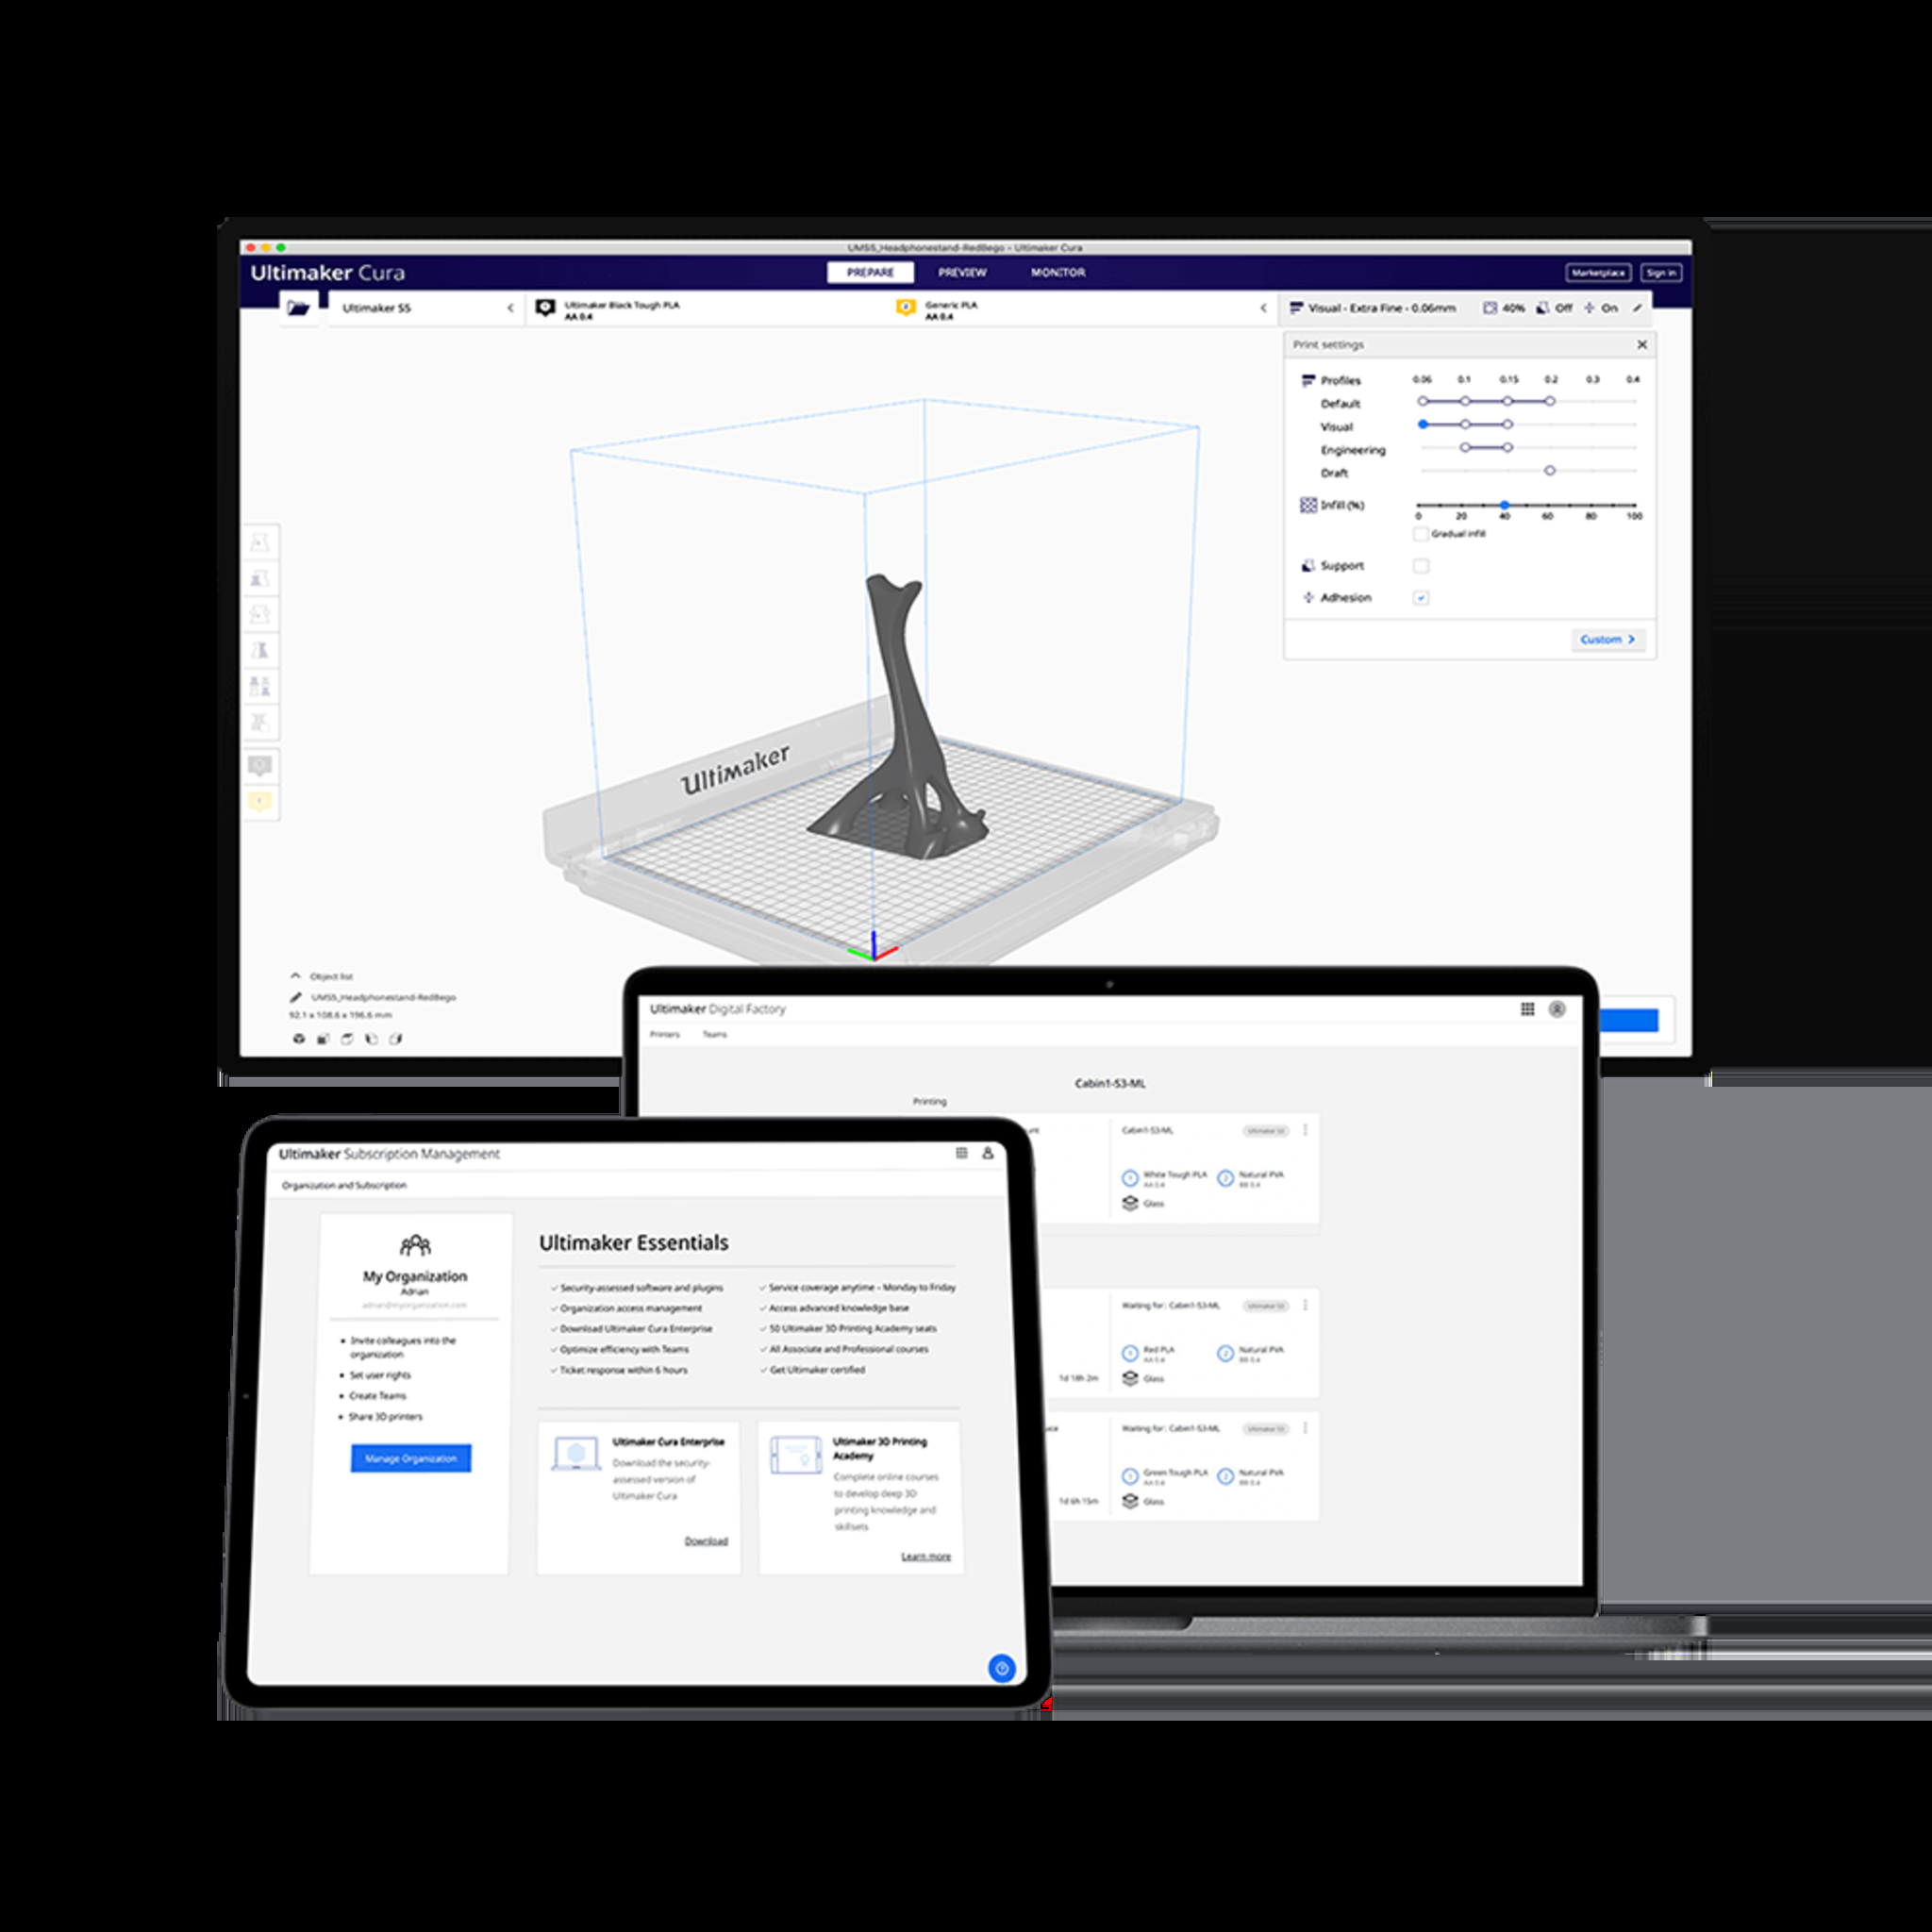 UMS5_Headphonestand-RedBego - Ultimaker Cura
Ultimaker Cura
PREPARE PREVIEW MONITOR
Marketplace Sign in
Ultimaker S5
Ultimaker Black Tough PLA
AA 0.4
Generic PLA
AA 0.4
Visual - Extra Fine - 0.06mm 40% Off On
Print settings
Profiles 0.06 0.1 0.15 0.2 0.3 0.4
Default
Visual
Engineering
Draft
Infill (%)
0 20 40 60 80 100
Gradual infill
Support
Adhesion
Custom
Ultimaker
Object list
UMS5_Headphonestand-RedBego
92.1 x 108.6 x 196.6 mm
Ultimaker Digital Factory
Printers Teams
Cabin1-S3-ML
Printing
Cabin1-S3-ML
1 White Tough PLA 2 Natural PVA
AA 0.4 BB 0.4
Glass
Waiting for: Cabin1-S3-ML
1 Red PLA 2 Natural PVA
AA 0.4 BB 0.4
1d 18h 2m Glass
Waiting for: Cabin1-S3-ML
1 Green Tough PLA 2 Natural PVA
AA 0.4 BB 0.4
1d 6h 15m Glass
Ultimaker Subscription Management
Organization and Subscription
My Organization
Adrian
adrian@myorganization.com
Invite colleagues into the
organization
Set user rights
Create Teams
Share 3D printers
Manage Organization
Ultimaker Essentials
Security-assessed software and plugins
Organization access management
Download Ultimaker Cura Enterprise
Optimize efficiency with Teams
Ticket response within 6 hours
Service coverage anytime – Monday to Friday
Access advanced knowledge base
50 Ultimaker 3D Printing Academy seats
All Associate and Professional courses
Get Ultimaker certified
Ultimaker Cura Enterprise
Download the security-
assessed version of
Ultimaker Cura
Download
Ultimaker 3D Printing
Academy
Complete online courses
to develop deep 3D
printing knowledge and
skillsets
Learn more